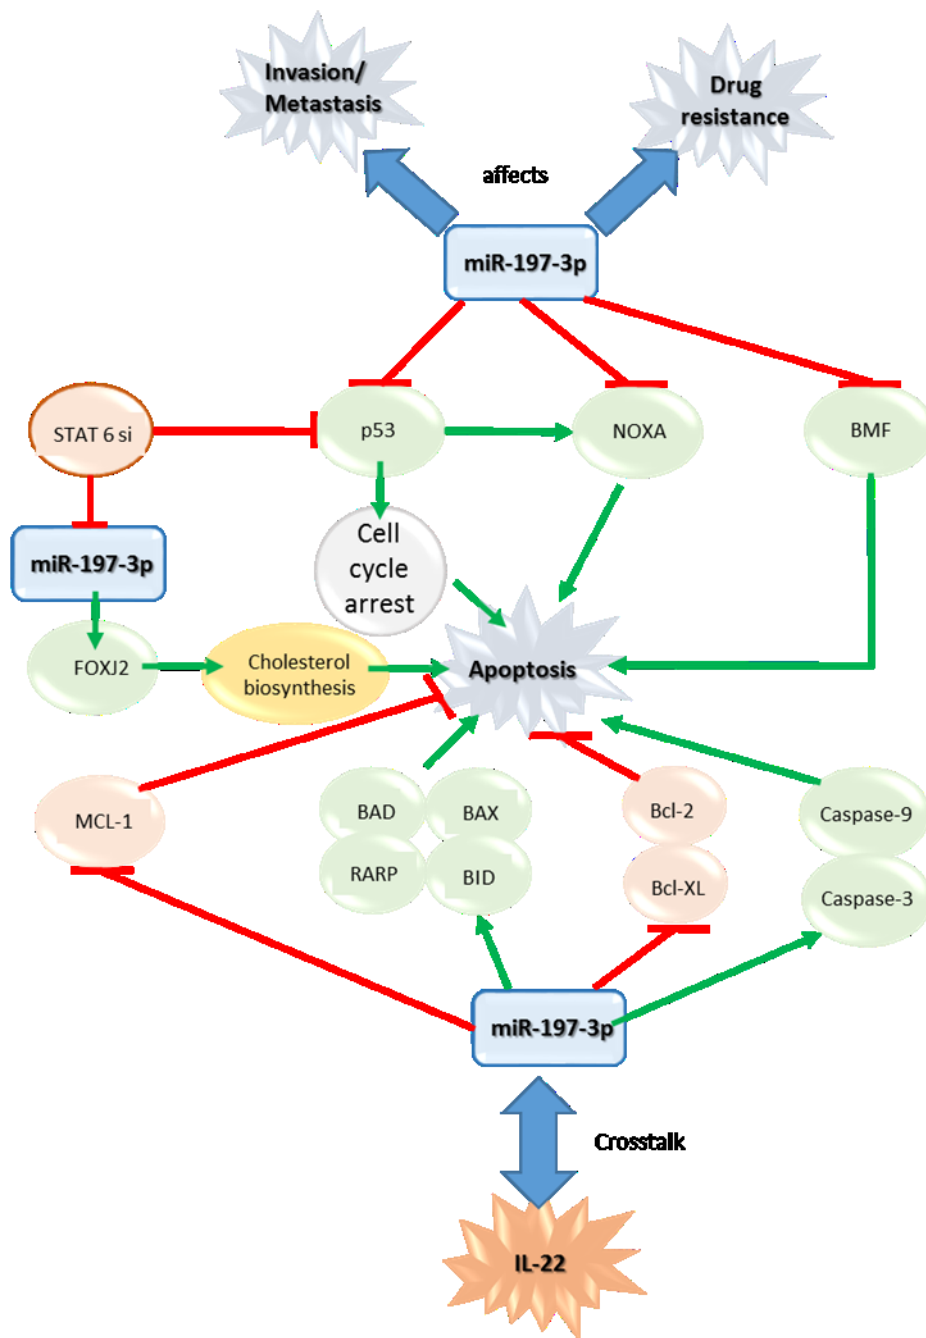 Invasion/
Metastasis
Drug
resistance
affects
miR-197-3p
STAT 6 si
p53
NOXA
BMF
miR-197-3p
Cell
cycle
arrest
FOXJ2
Cholesterol
biosynthesis
Apoptosis
MCL-1
BAD
BAX
RARP
BID
Bcl-2
Bcl-XL
Caspase-9
Caspase-3
miR-197-3p
Crosstalk
IL-22